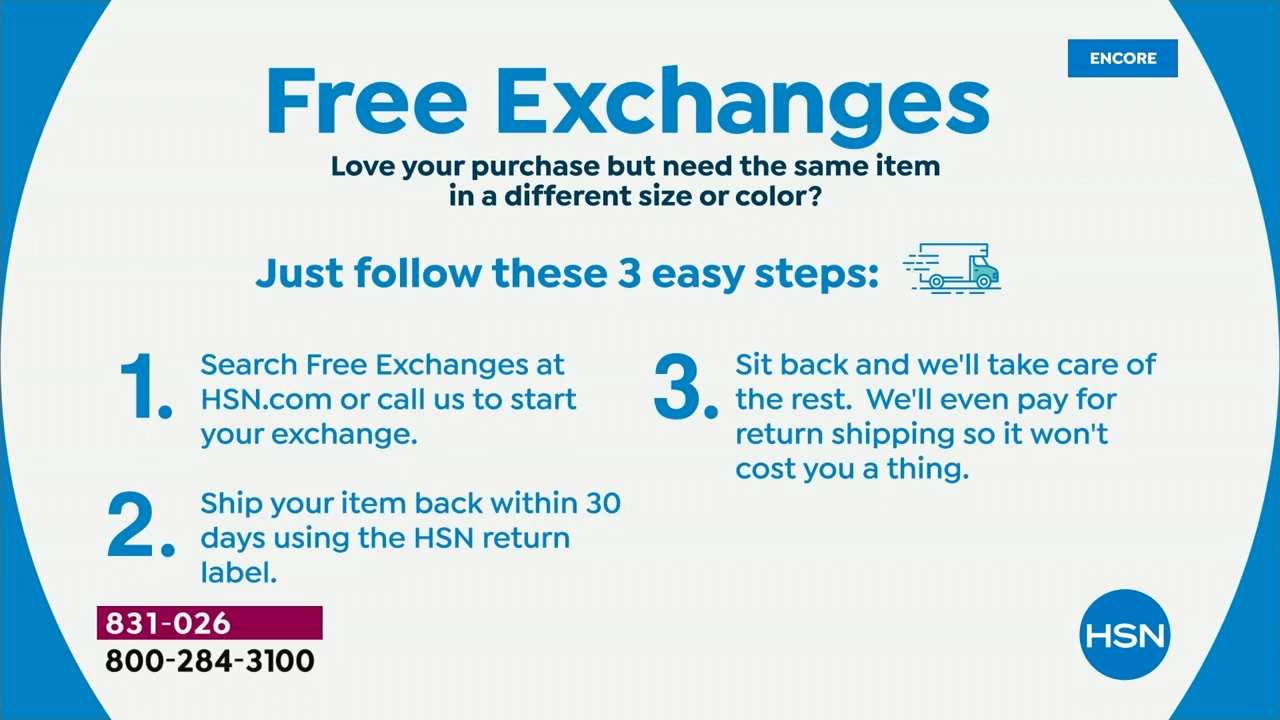 ENCORE
Free Exchanges
Love your purchase but need the same item
in a different size or color?
Just follow these 3 easy steps:
1. Search Free Exchanges at
HSN.com or call us to start
your exchange.
2. Ship your item back within 30
days using the HSN return
label.
3. Sit back and we'll take care of
the rest. We'll even pay for
return shipping so it won't
cost you a thing.
831-026
800-284-3100
HSN